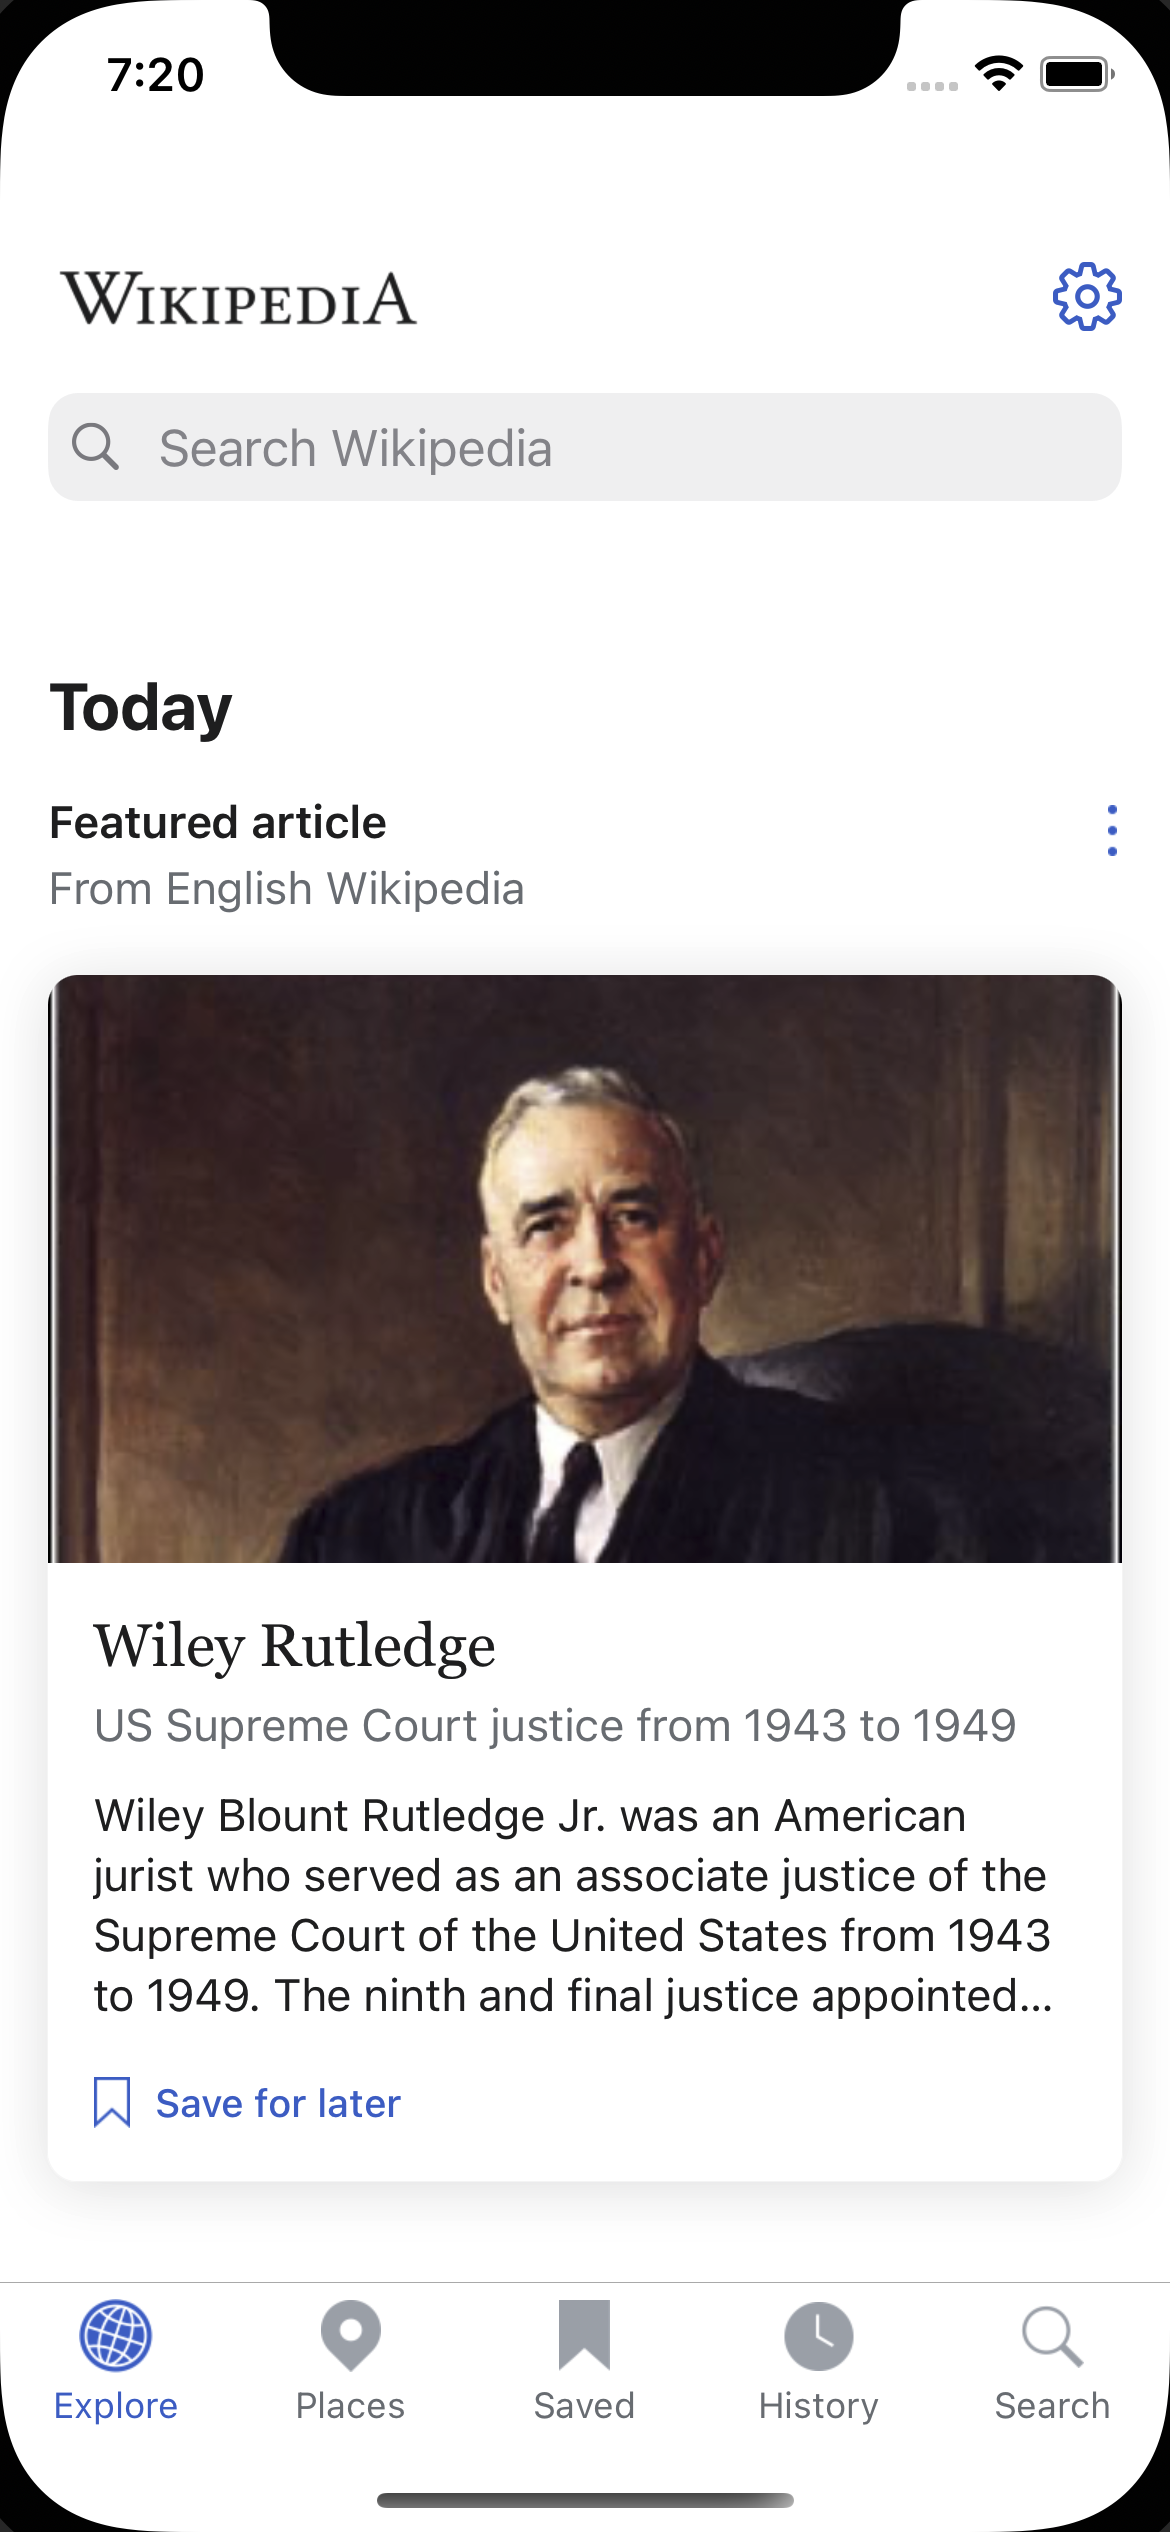 7:20
WIKIPEDIA
Search Wikipedia
Today
Featured article
From English Wikipedia
Wiley Rutledge
US Supreme Court justice from 1943 to 1949
Wiley Blount Rutledge Jr. was an American
jurist who served as an associate justice of the
Supreme Court of the United States from 1943
to 1949. The ninth and final justice appointed...
Save for later
Explore Places Saved History Search